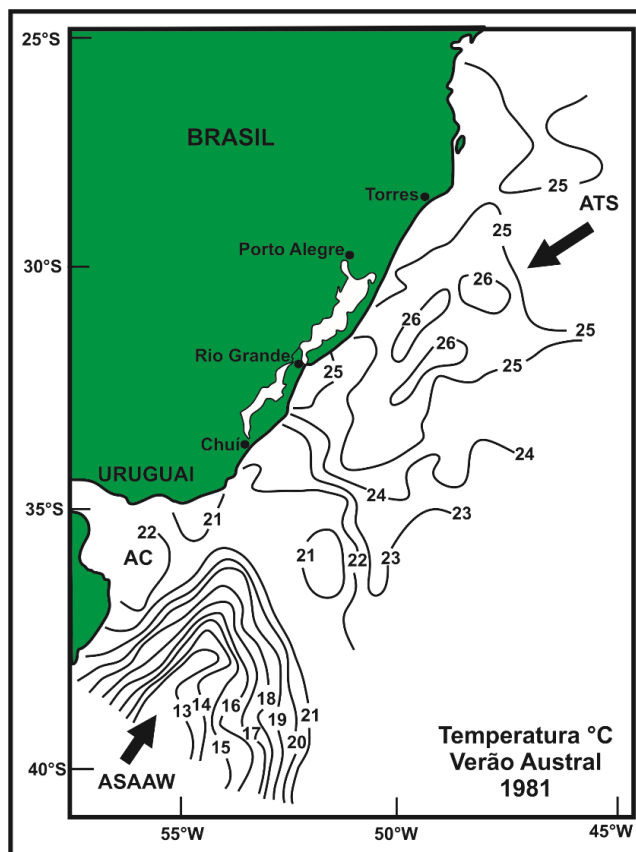 25°S
BRASIL
Torres
25
ATS
25
Porto Alegre
30°S
26
26
25
Rio Grande
26
25
25
Chuí
24
URUGUAI
24
35°S
23
21
22
AC
21
22
23
13
14
16
18
21
19
17
20
15
Temperatura °C
Verão Austral
1981
40°S
ASAAW
55°W
50°W
45°W